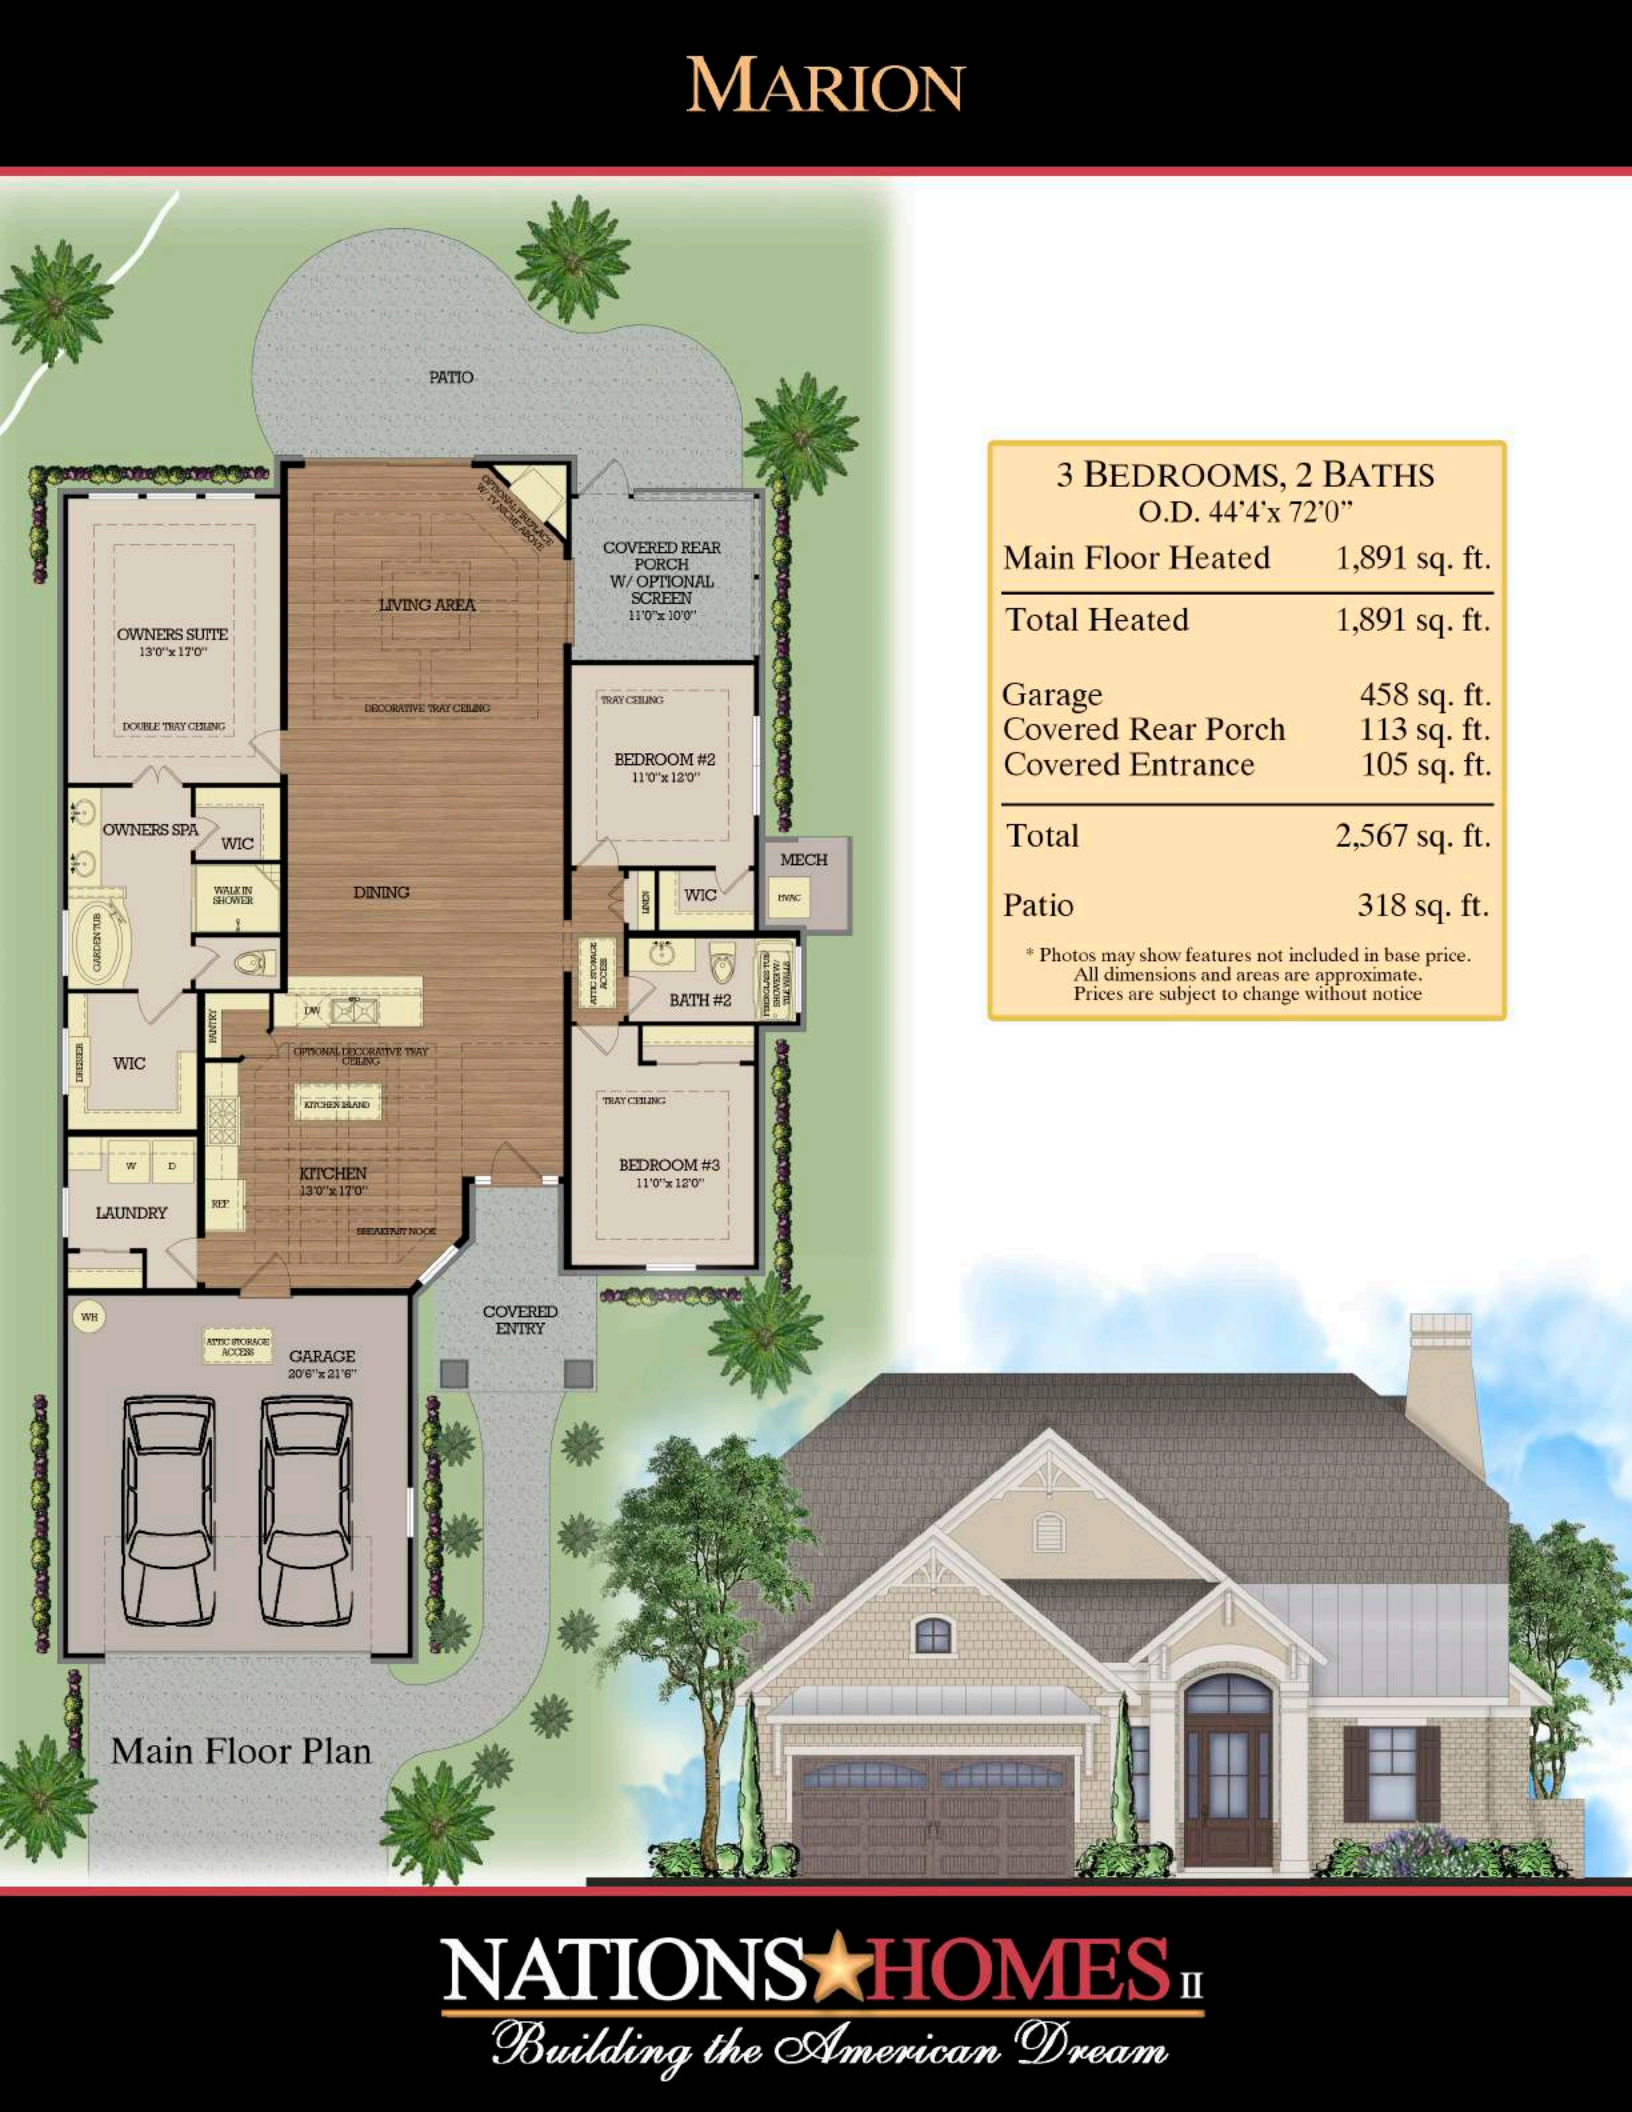 MARION
PATIO
OPTIONAL FIREPLACE
W/ TV NICHE ABOVE
COVERED REAR
PORCH
W/ OPTIONAL
SCREEN
11'0"x 10'0"
LIVING AREA
DECORATIVE TRAY CEILING
OWNERS SUITE
13'0"x 17'0"
DOUBLE TRAY CEILING
TRAY CEILING
BEDROOM #2
11'0"x 12'0"
OWNERS SPA
WIC
WALK IN
SHOWER
GARDEN TUB
DINING
LINEN
WIC
MECH
HVAC
ATTIC STORAGE
ACCESS
BATH #2
FIBERGLASS TUB/
SHOWER W/
TILE WALLS
PANTRY
DW
OPTIONAL DECORATIVE TRAY
CEILING
DRESSER
WIC
KITCHEN ISLAND
TRAY CEILING
BEDROOM #3
11'0"x 12'0"
W
D
KITCHEN
13'0"x 17'0"
REF.
LAUNDRY
BREAKFAST NOOK
COVERED
ENTRY
WH
ATTIC STORAGE
ACCESS
GARAGE
20'6"x 21'6"
Main Floor Plan
3 BEDROOMS, 2 BATHS
O.D. 44'4'x 72'0"
Main Floor Heated 1,891 sq. ft.
Total Heated 1,891 sq. ft.
Garage 458 sq. ft.
Covered Rear Porch 113 sq. ft.
Covered Entrance 105 sq. ft.
Total 2,567 sq. ft.
Patio 318 sq. ft.
* Photos may show features not included in base price.
All dimensions and areas are approximate.
Prices are subject to change without notice
NATIONS HOMES II
Building the American Dream